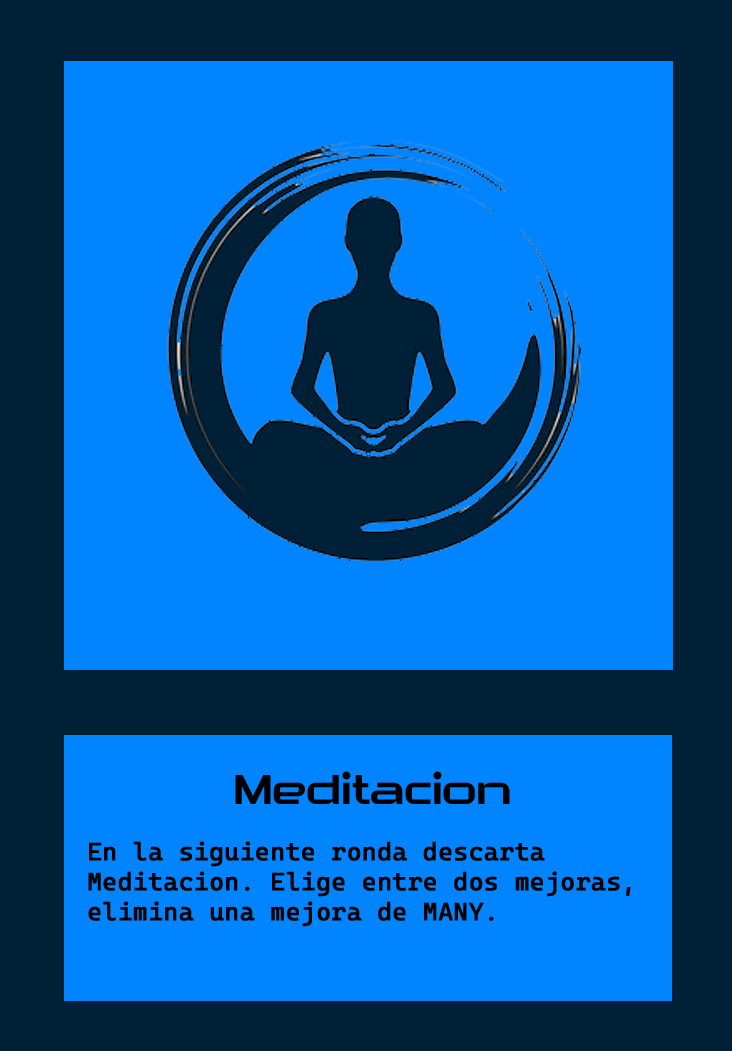 Meditacion
En la siguiente ronda descarta
Meditacion. Elige entre dos mejoras,
elimina una mejora de MANY.